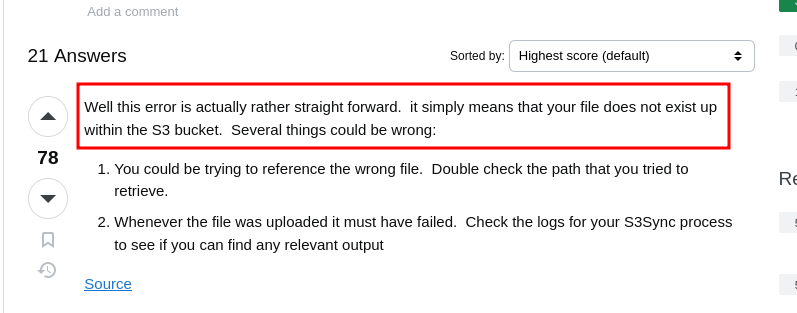 Add a comment
21 Answers
Sorted by: Highest score (default)
Well this error is actually rather straight forward.  it simply means that your file does not exist up
within the S3 bucket.  Several things could be wrong:
78
1. You could be trying to reference the wrong file.  Double check the path that you tried to
retrieve.
2. Whenever the file was uploaded it must have failed.  Check the logs for your S3Sync process
to see if you can find any relevant output
Source
Re